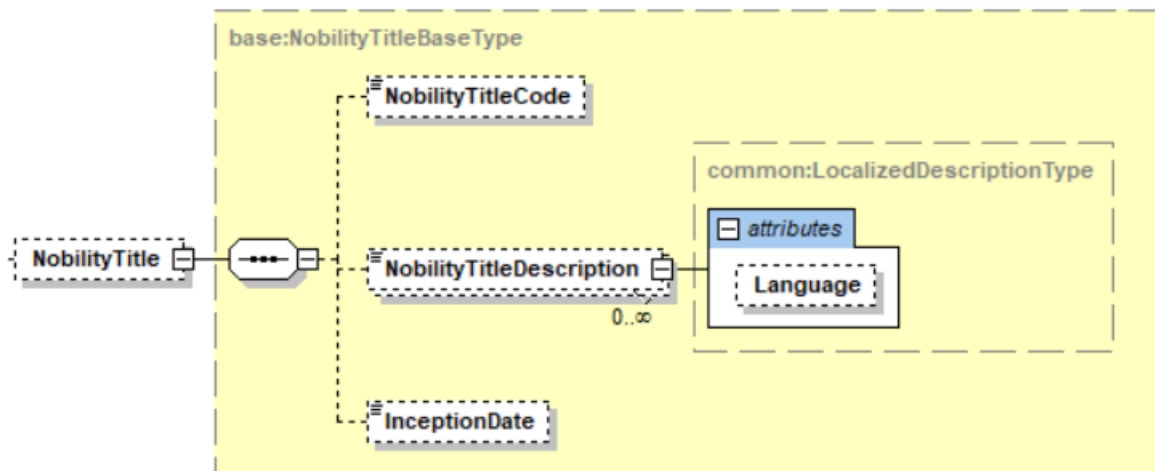 base:NobilityTitleBaseType
NobilityTitleCode
common:LocalizedDescriptionType
attributes
NobilityTitle
NobilityTitleDescription
Language
0..∞
InceptionDate